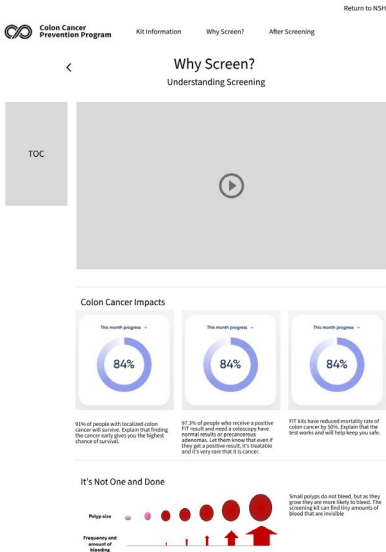 Return to NSH
Colon Cancer
Prevention Program
Kit Information
Why Screen?
After Screening
Why Screen?
Understanding Screening
TOC
Colon Cancer Impacts
This month progress
84%
This month progress
84%
This month progress
84%
91% of people with localized colon
cancer will survive. Explain that finding
the cancer early gives you the highest
chance of survival.
97.3% of people who receive a positive
FIT result and need a coloscopy have
normal results or precancerous
adenomas. Let them know that even if
they get a positive result, it's treatable
and it's very rare that it is cancer.
FIT kits have reduced mortality rate of
colon cancer by 50%. Explain that the
test works and will help keep you safe.
It's Not One and Done
Polyp size
Frequency and
amount of
bleeding
Small polyps do not bleed, but as they
grow they are more likely to bleed. The
screening kit can find tiny amounts of
blood that are invisible